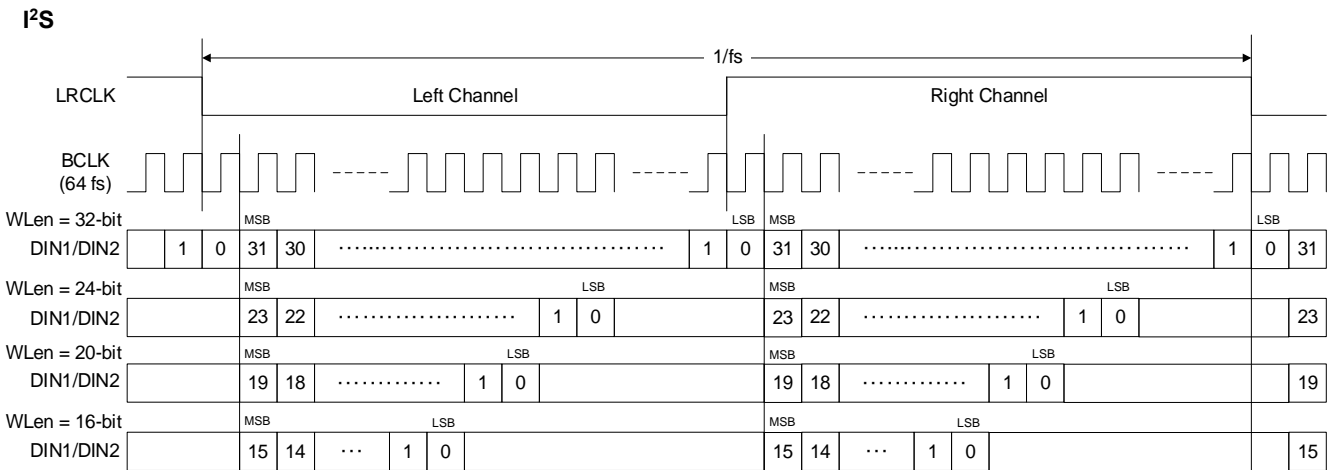 I²S
1/fs
LRCLK Left Channel Right Channel
BCLK
(64 fs)
WLen = 32-bit MSB LSB MSB LSB
DIN1/DIN2 1 0 31 30 ...................................... 1 0 31 30 ...................................... 1 0 31
WLen = 24-bit MSB LSB MSB LSB
DIN1/DIN2 23 22 ..................... 1 0 23 22 ..................... 1 0 23
WLen = 20-bit MSB LSB MSB LSB
DIN1/DIN2 19 18 ............. 1 0 19 18 ............. 1 0 19
WLen = 16-bit MSB LSB MSB LSB
DIN1/DIN2 15 14 ... 1 0 15 14 ... 1 0 15